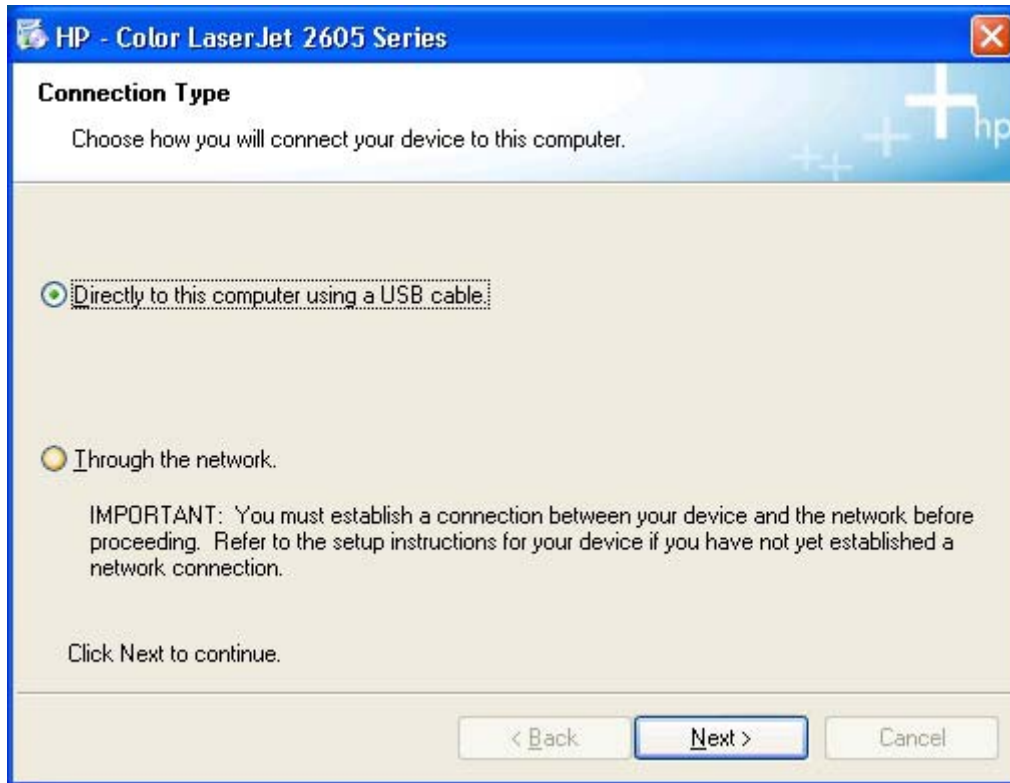 HP - Color LaserJet 2605 Series
Connection Type
Choose how you will connect your device to this computer.
hp
Directly to this computer using a USB cable.
Through the network.
IMPORTANT:  You must establish a connection between your device and the network before
proceeding.  Refer to the setup instructions for your device if you have not yet established a
network connection.
Click Next to continue.
< Back
Next >
Cancel